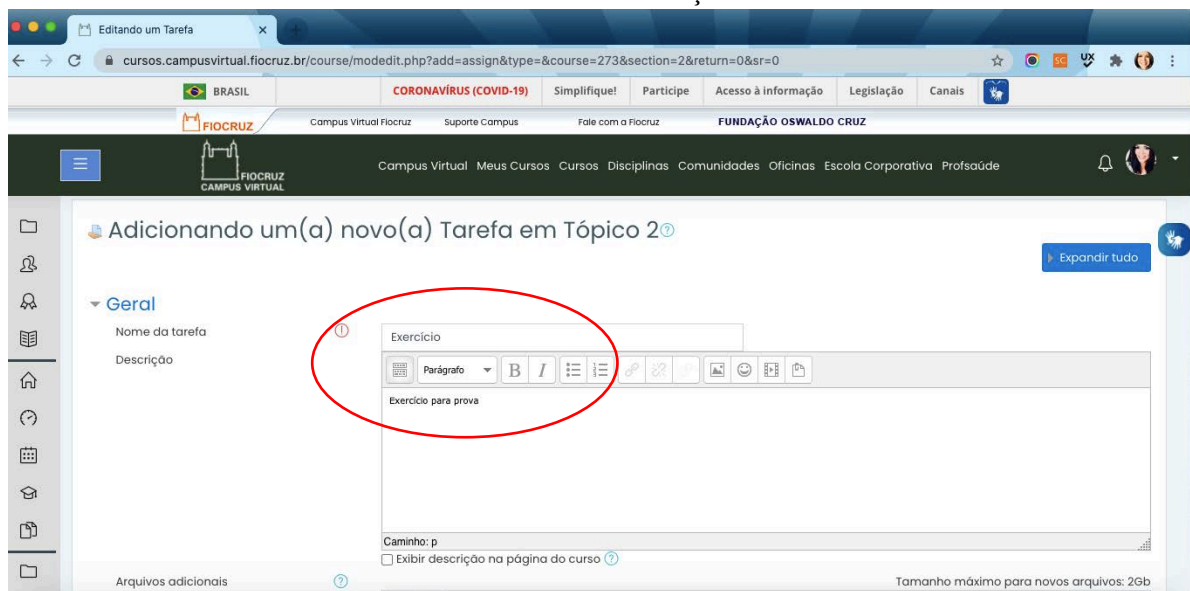 Editando um Tarefa
cursos.campusvirtual.fiocruz.br/course/modedit.php?add=assign&type=&course=273&section=2&return=0&sr=0
BRASIL CORONAVÍRUS (COVID-19) Simplifique! Participe Acesso à informação Legislação Canais
FIOCRUZ Campus Virtual Fiocruz Suporte Campus Fale com a Fiocruz FUNDAÇÃO OSWALDO CRUZ
FIOCRUZ
CAMPUS VIRTUAL
Campus Virtual Meus Cursos Cursos Disciplinas Comunidades Oficinas Escola Corporativa Profsaúde
Adicionando um(a) novo(a) Tarefa em Tópico 2
Expandir tudo
Geral
Nome da tarefa Exercício
Descrição Parágrafo B I
Exercício para prova
Caminho: p
Exibir descrição na página do curso
Arquivos adicionais Tamanho máximo para novos arquivos: 2Gb